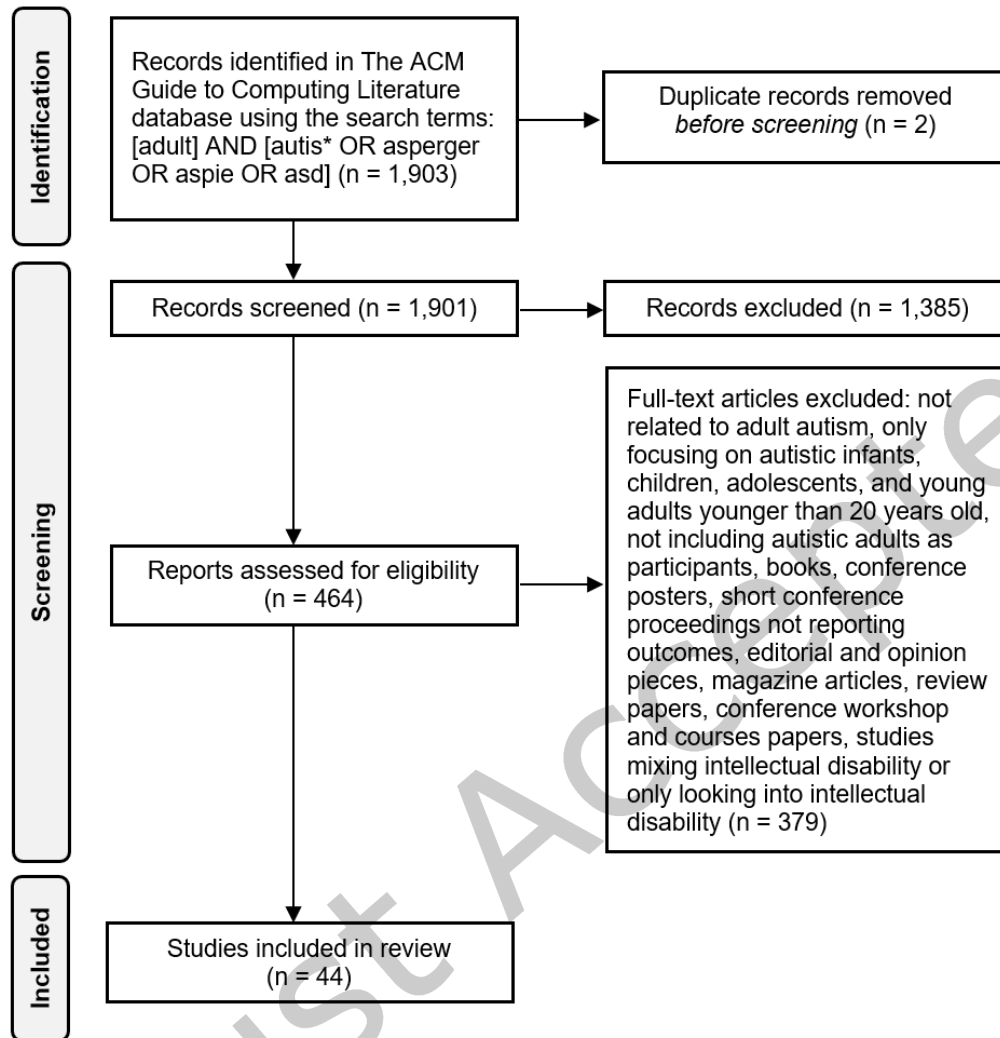 Identification
Records identified in The ACM
Guide to Computing Literature
database using the search terms:
[adult] AND [autis* OR asperger
OR aspie OR asd] (n = 1,903)
Duplicate records removed
before screening (n = 2)
Screening
Records screened (n = 1,901)
Records excluded (n = 1,385)
Reports assessed for eligibility
(n = 464)
Full-text articles excluded: not
related to adult autism, only
focusing on autistic infants,
children, adolescents, and young
adults younger than 20 years old,
not including autistic adults as
participants, books, conference
posters, short conference
proceedings not reporting
outcomes, editorial and opinion
pieces, magazine articles, review
papers, conference workshop
and courses papers, studies
mixing intellectual disability or
only looking into intellectual
disability (n = 379)
Included
Studies included in review
(n = 44)